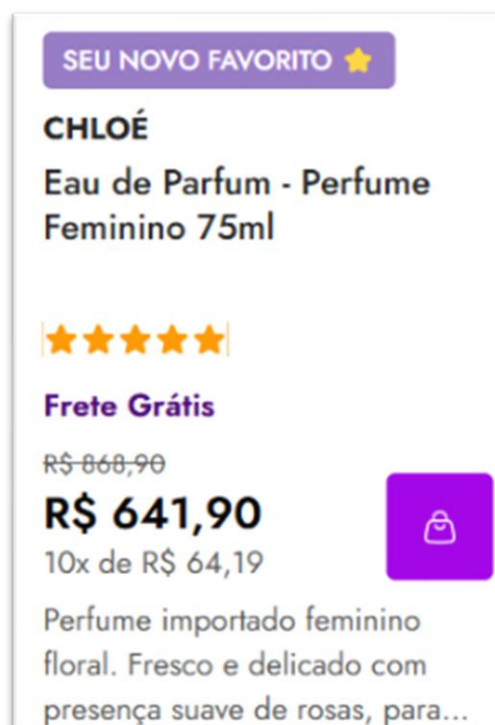 SEU NOVO FAVORITO
CHLOÉ
Eau de Parfum - Perfume
Feminino 75ml
Frete Grátis
R$ 868,90
R$ 641,90
10x de R$ 64,19
Perfume importado feminino
floral. Fresco e delicado com
presença suave de rosas, para...